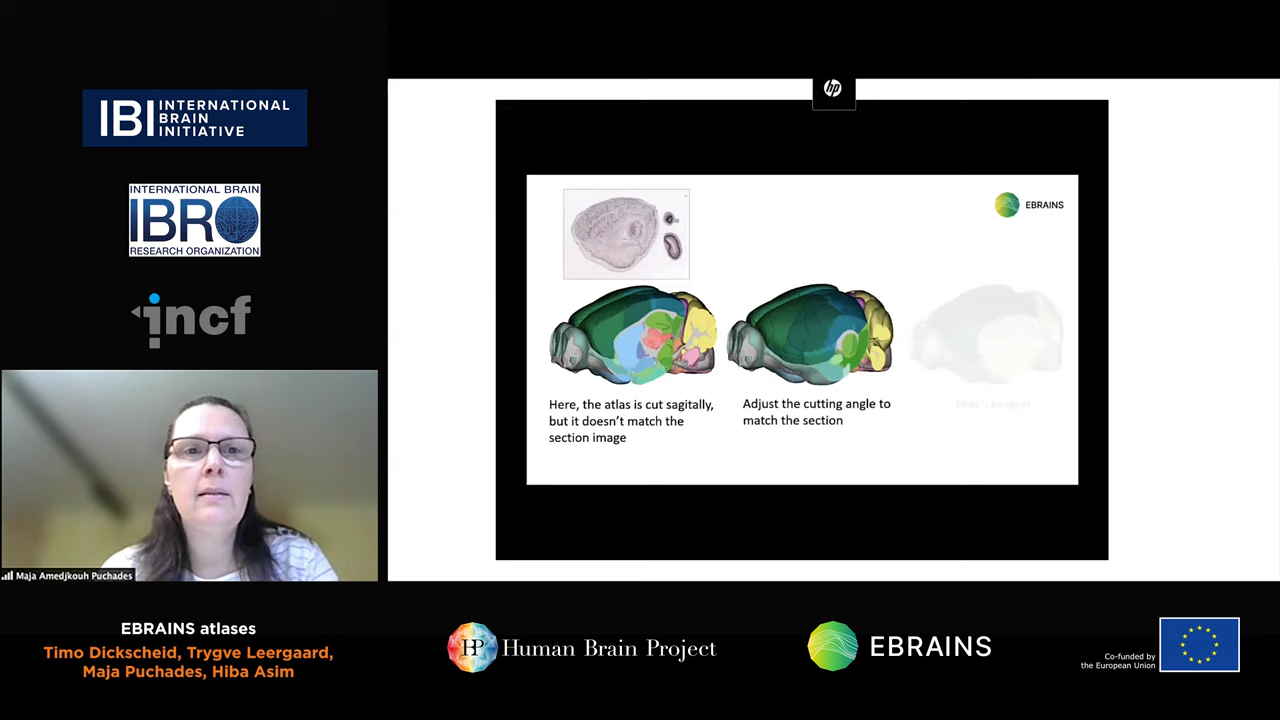 IBI INTERNATIONAL
BRAIN
INITIATIVE
INTERNATIONAL BRAIN
IBRO
RESEARCH ORGANIZATION
incf
hp
EBRAINS
Here, the atlas is cut sagitally,
but it doesn’t match the
section image
Adjust the cutting angle to
match the section
Maja Amedjkouh Puchades
EBRAINS atlases
Timo Dickscheid, Trygve Leergaard,
Maja Puchades, Hiba Asim
HBP Human Brain Project
EBRAINS
Co-funded by
the European Union